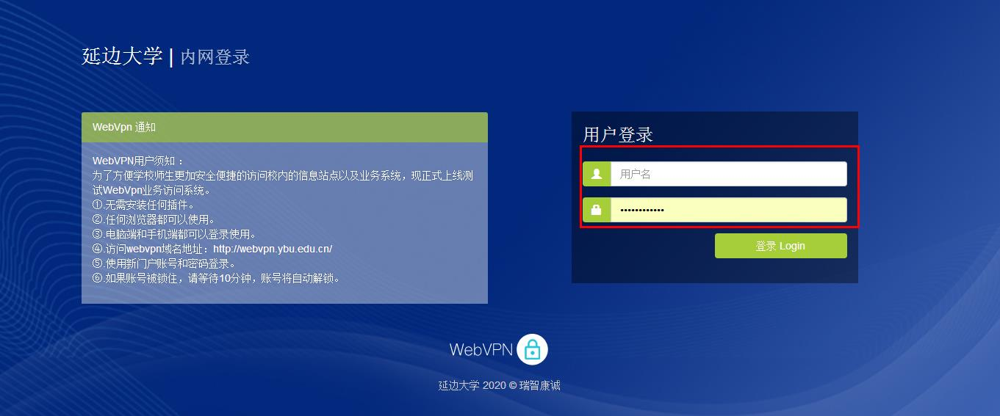 延边大学 | 内网登录
WebVpn 通知
WebVPN用户须知 ：
为了方便学校师生更加安全便捷的访问校内的信息站点以及业务系统，现正式上线测
试WebVpn业务访问系统。
①.无需安装任何插件。
②.任何浏览器都可以使用。
③.电脑端和手机端都可以登录使用。
④.访问webvpn域名地址：http://webvpn.ybu.edu.cn/
⑤.使用新门户账号和密码登录。
⑥.如果账号被锁住，请等待10分钟，账号将自动解锁。
用户登录
用户名
••••••••••••
登录 Login
WebVPN
延边大学 2020 © 瑞智康诚